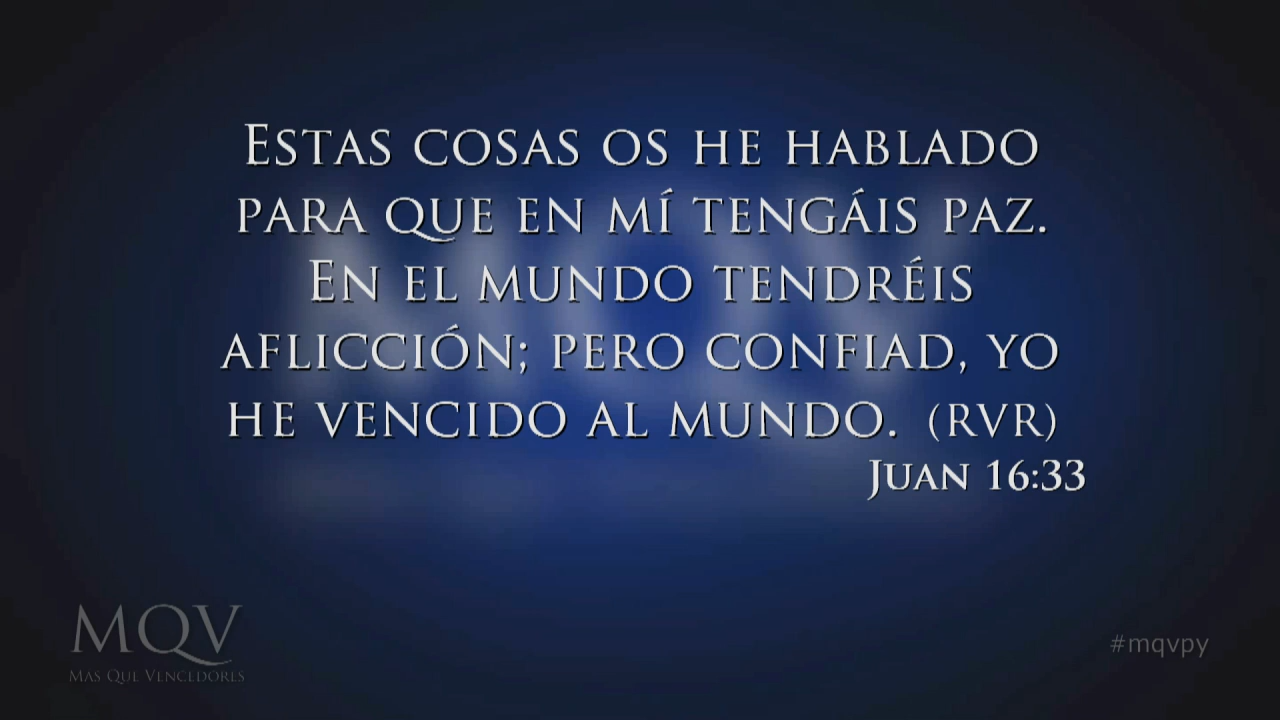 Estas cosas os he hablado
para que en mí tengáis paz.
En el mundo tendréis
aflicción; pero confiad, yo
he vencido al mundo. (RVR)
Juan 16:33
MQV
Mas Que Vencedores
#mqvpy